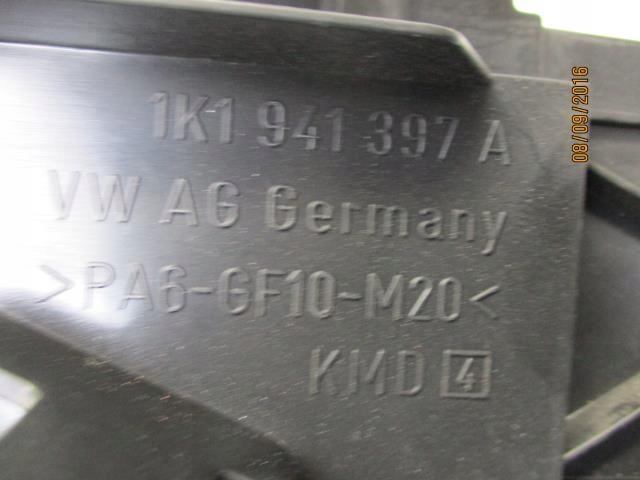 1K1 941 397 A
VW AG Germany
>PA6-GF10-M20<
KMD 4
08/09/2016